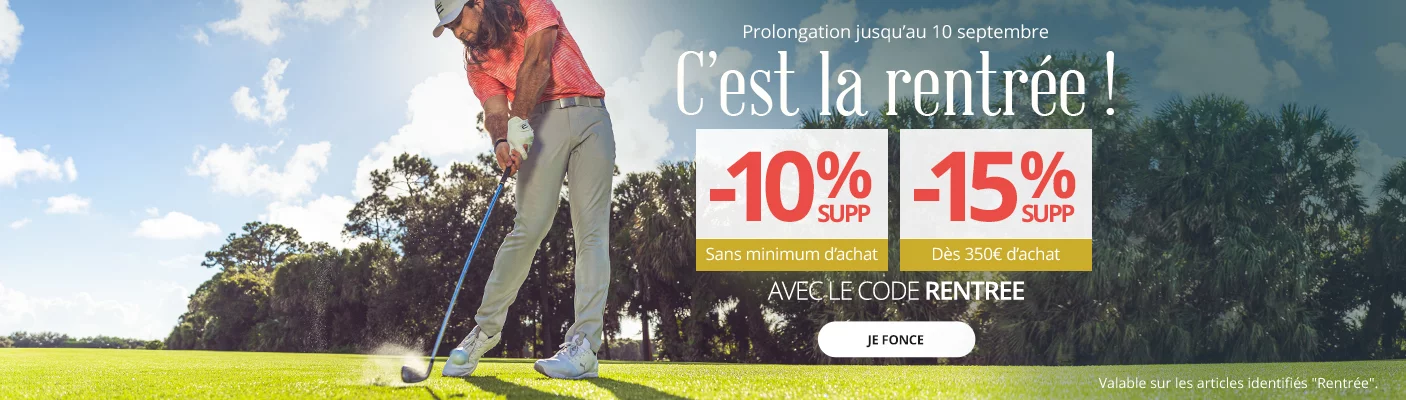 Prolongation jusqu'au 10 septembre
C'est la rentrée !
-10% SUPP
Sans minimum d'achat
-15% SUPP
Dès 350€ d'achat
AVEC LE CODE RENTREE
JE FONCE
Valable sur les articles identifiés "Rentrée".